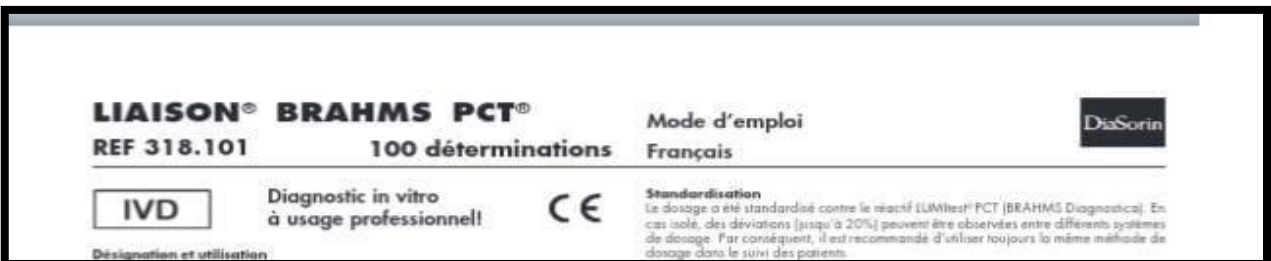 LIAISON® BRAHMS PCT®
REF 318.101 100 déterminations
Mode d'emploi
Français
DiaSorin
IVD
Diagnostic in vitro
à usage professionnel!
CE
Désignation et utilisation
Standardisation
Le dosage a été standardisé contre le réactif LUMItest® PCT (BRAHMS Diagnostica). En
cas isolé, des déviations (jusqu'à 20%) peuvent être observées entre différents systèmes
de dosage. Par conséquent, il est recommandé d'utiliser toujours la même méthode de
dosage dans le suivi des patients.